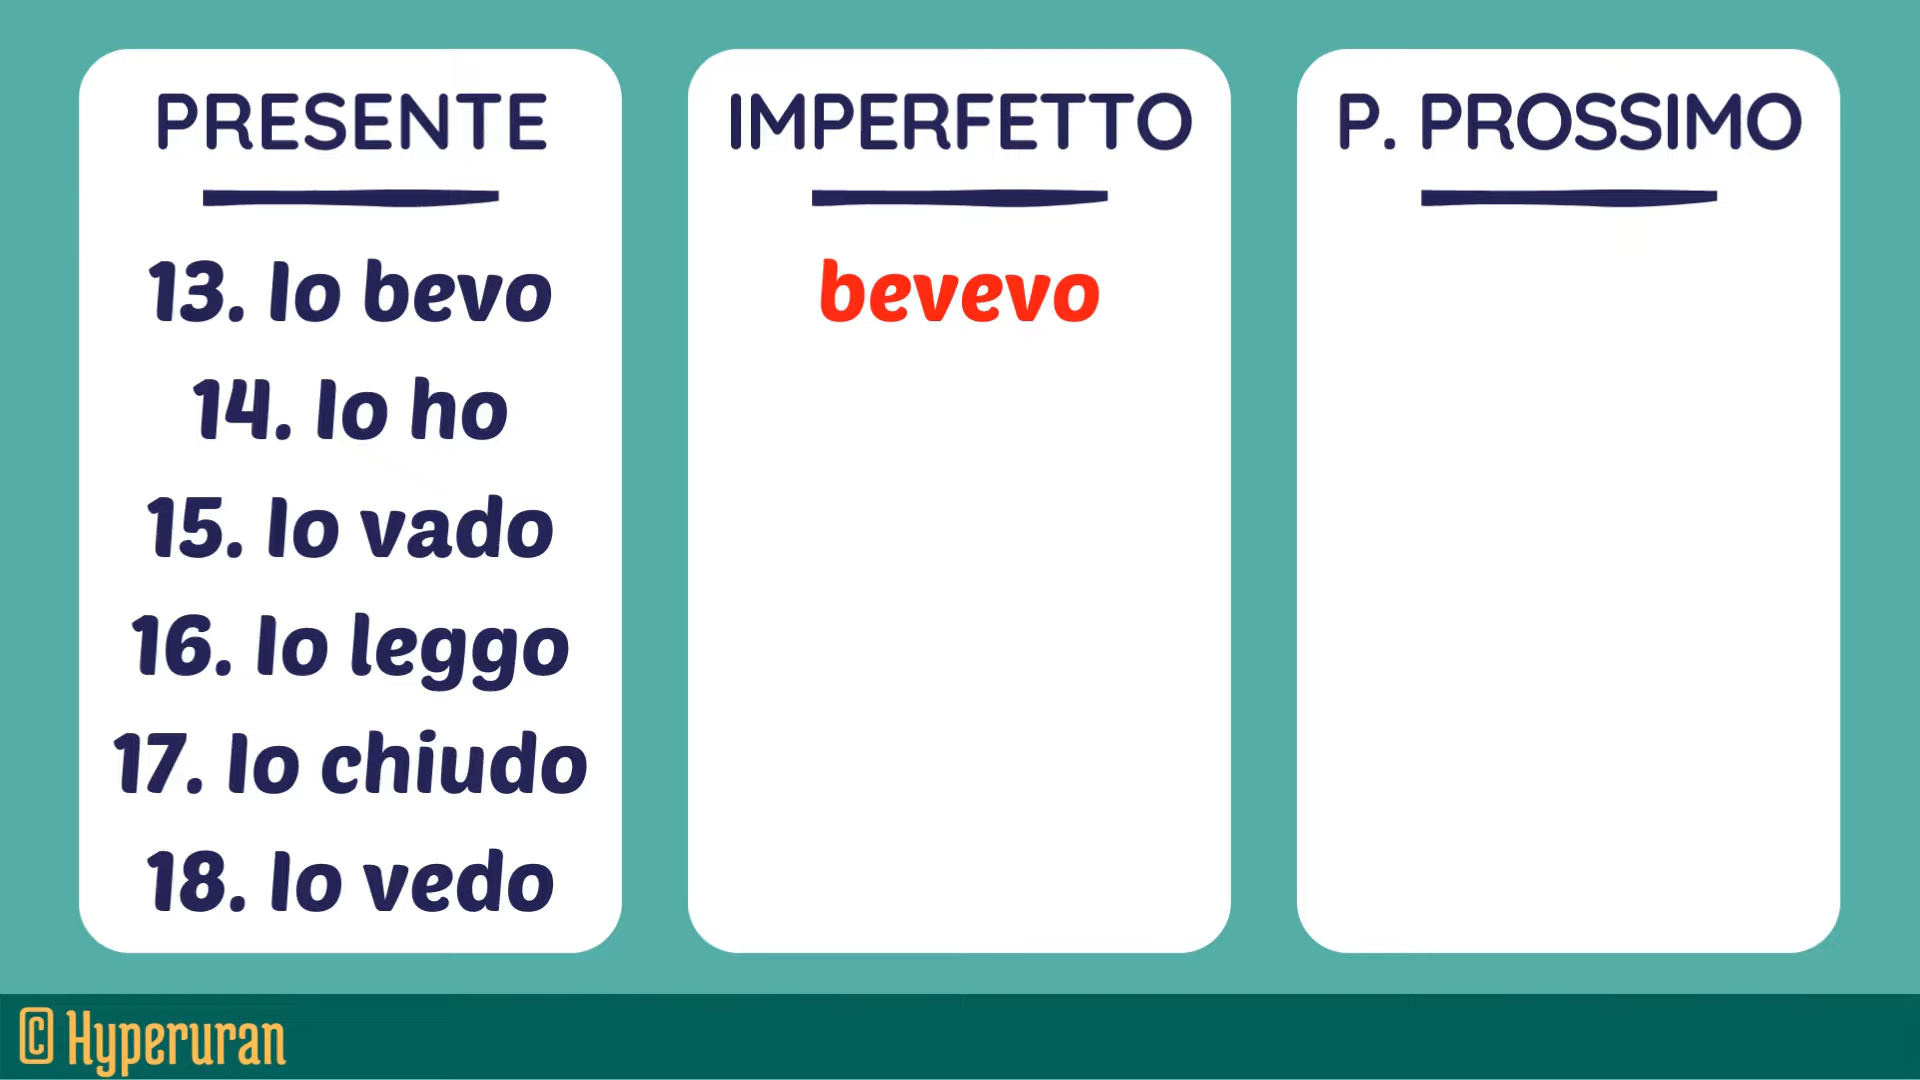 PRESENTE
13. Io bevo
14. Io ho
15. Io vado
16. Io leggo
17. Io chiudo
18. Io vedo
IMPERFETTO
bevevo
P. PROSSIMO
© Hyperuran